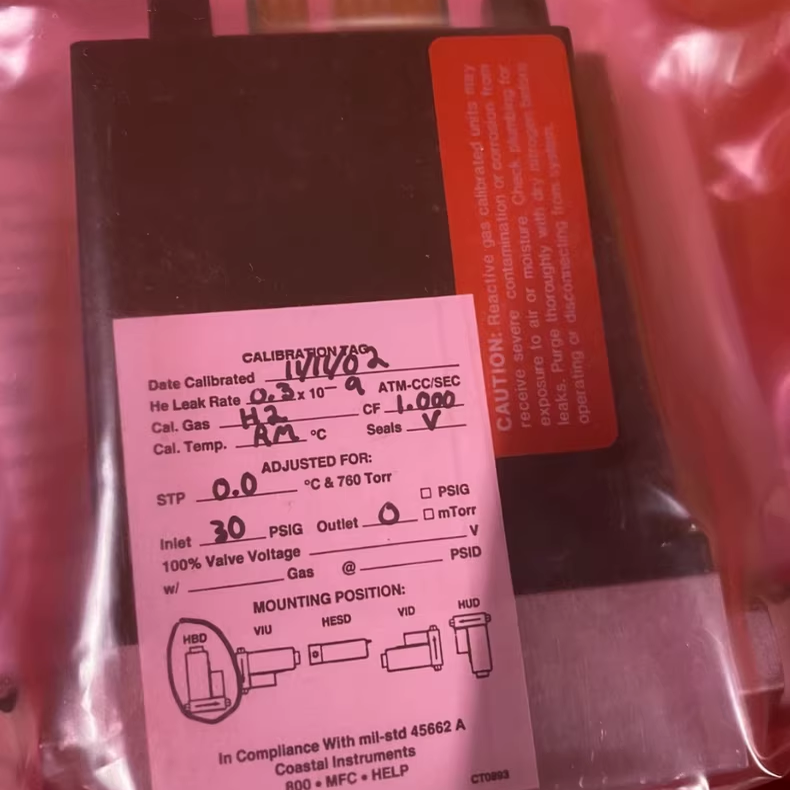 CAUTION: Reactive gas calibrated units may
receive severe contamination or corrosion from
exposure to air or moisture. Check plumbing for
leaks. Purge thoroughly with dry nitrogen before
operating or disconnecting from system.
CALIBRATION TAG
Date Calibrated 11/11/02
He Leak Rate 0.3 x 10⁻ 9 ATM-CC/SEC
Cal. Gas H2 CF 1.000
Cal. Temp. AM °C Seals V
ADJUSTED FOR:
STP 0.0 °C & 760 Torr
Inlet 30 PSIG Outlet 0 □ PSIG
□ mTorr
100% Valve Voltage V
w/ Gas @ PSID
MOUNTING POSITION:
HBD VIU HESD VID HUD
In Compliance With mil-std 45662 A
Coastal Instruments
800 • MFC • HELP
CT0893